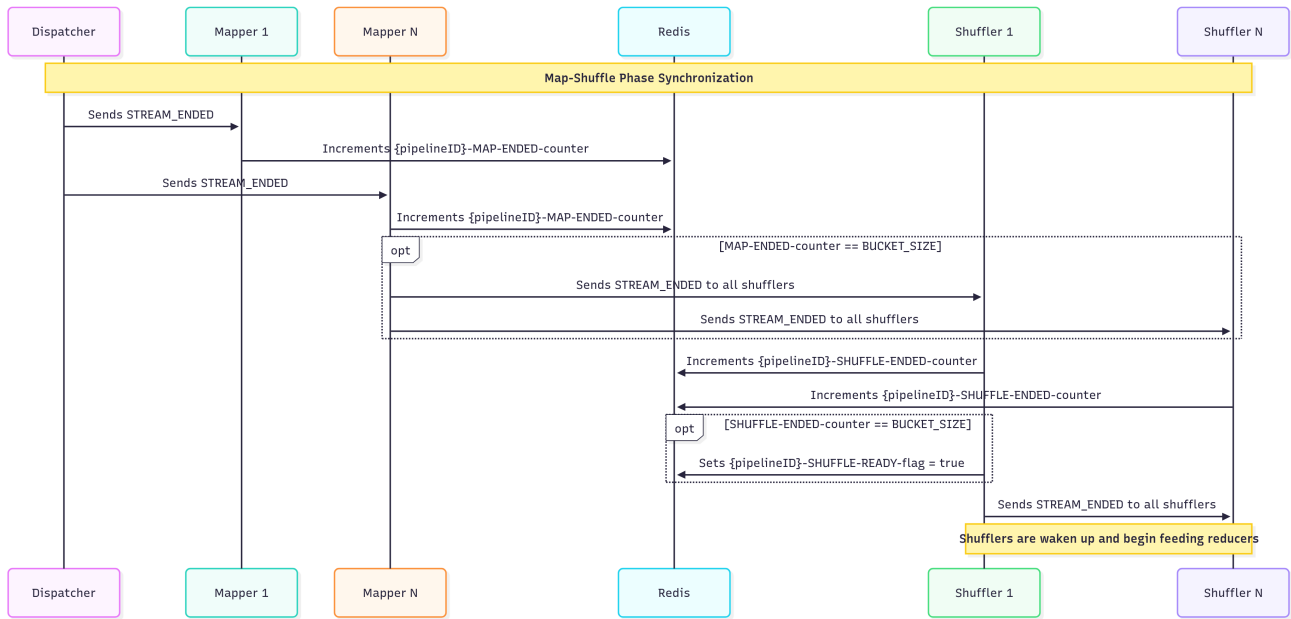 Dispatcher
Mapper 1
Mapper N
Redis
Shuffler 1
Shuffler N
Map-Shuffle Phase Synchronization
Sends STREAM_ENDED
Increments {pipelineID}-MAP-ENDED-counter
Sends STREAM_ENDED
Increments {pipelineID}-MAP-ENDED-counter
opt
[MAP-ENDED-counter == BUCKET_SIZE]
Sends STREAM_ENDED to all shufflers
Sends STREAM_ENDED to all shufflers
Increments {pipelineID}-SHUFFLE-ENDED-counter
Increments {pipelineID}-SHUFFLE-ENDED-counter
opt
[SHUFFLE-ENDED-counter == BUCKET_SIZE]
Sets {pipelineID}-SHUFFLE-READY-flag = true
Sends STREAM_ENDED to all shufflers
Shufflers are waken up and begin feeding reducers
Dispatcher
Mapper 1
Mapper N
Redis
Shuffler 1
Shuffler N